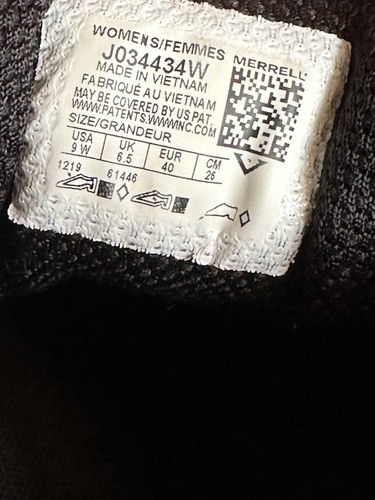 WOMENS/FEMMES MERRELL
J034434W
MADE IN VIETNAM
FABRIQUÉ AU VIETNAM
MAY BE COVERED BY US PAT.
WWW.PATENTS.WWWINC.COM
SIZE/GRANDEUR
USA UK EUR CM
9 W 6.5 40 26
1219 61446